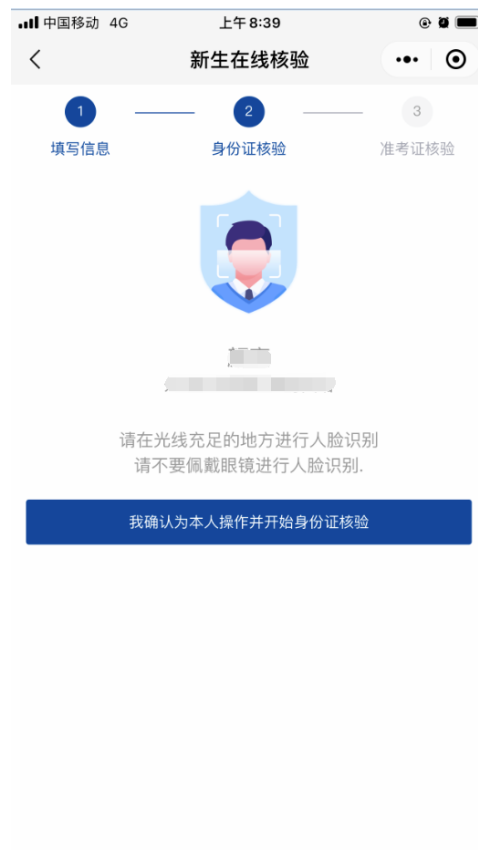 中国移动 4G 上午8:39
新生在线核验
1 2 3
填写信息 身份证核验 准考证核验
请在光线充足的地方进行人脸识别
请不要佩戴眼镜进行人脸识别.
我确认为本人操作并开始身份证核验